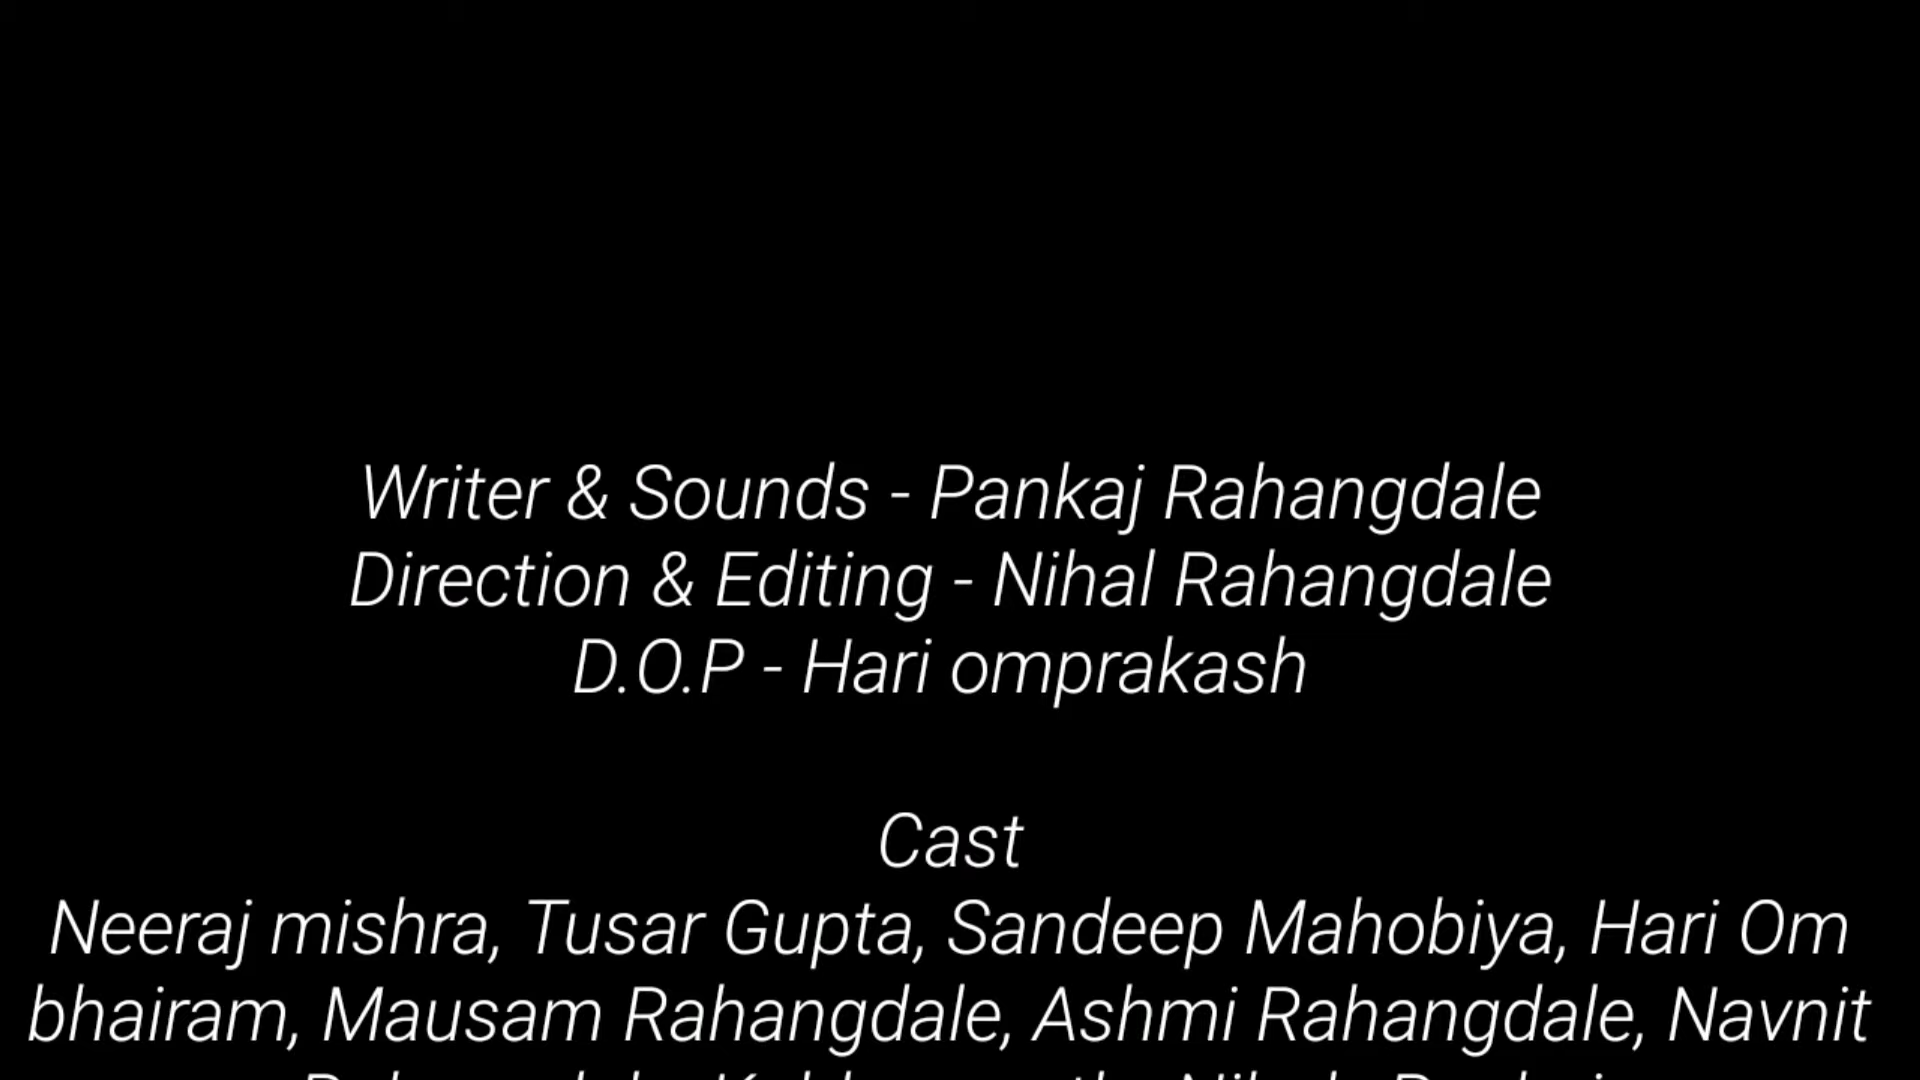 Writer & Sounds - Pankaj Rahangdale
Direction & Editing - Nihal Rahangdale
D.O.P - Hari omprakash
Cast
Neeraj mishra, Tusar Gupta, Sandeep Mahobiya, Hari Om
bhairam, Mausam Rahangdale, Ashmi Rahangdale, Navnit